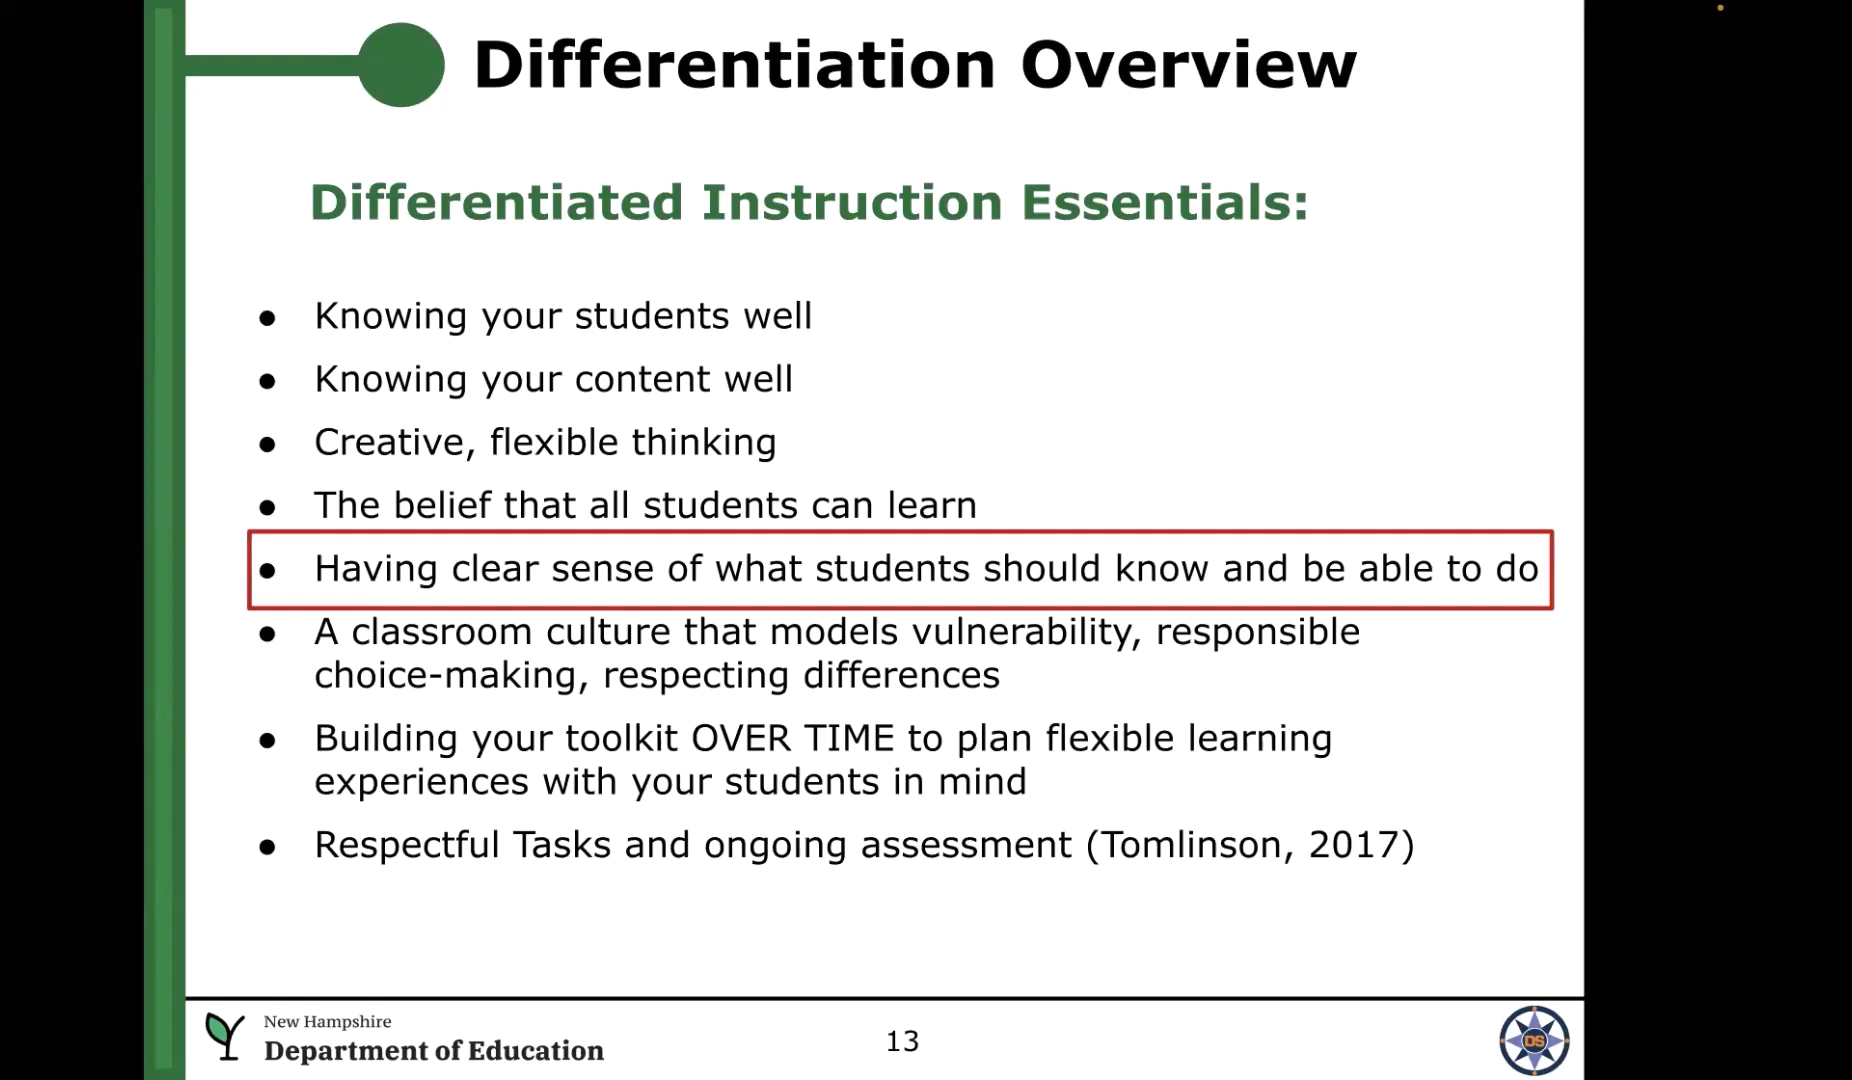 Differentiation Overview
Differentiated Instruction Essentials:
● Knowing your students well
● Knowing your content well
● Creative, flexible thinking
● The belief that all students can learn
● Having clear sense of what students should know and be able to do
● A classroom culture that models vulnerability, responsible
choice-making, respecting differences
● Building your toolkit OVER TIME to plan flexible learning
experiences with your students in mind
● Respectful Tasks and ongoing assessment (Tomlinson, 2017)
New Hampshire
Department of Education
13
DS